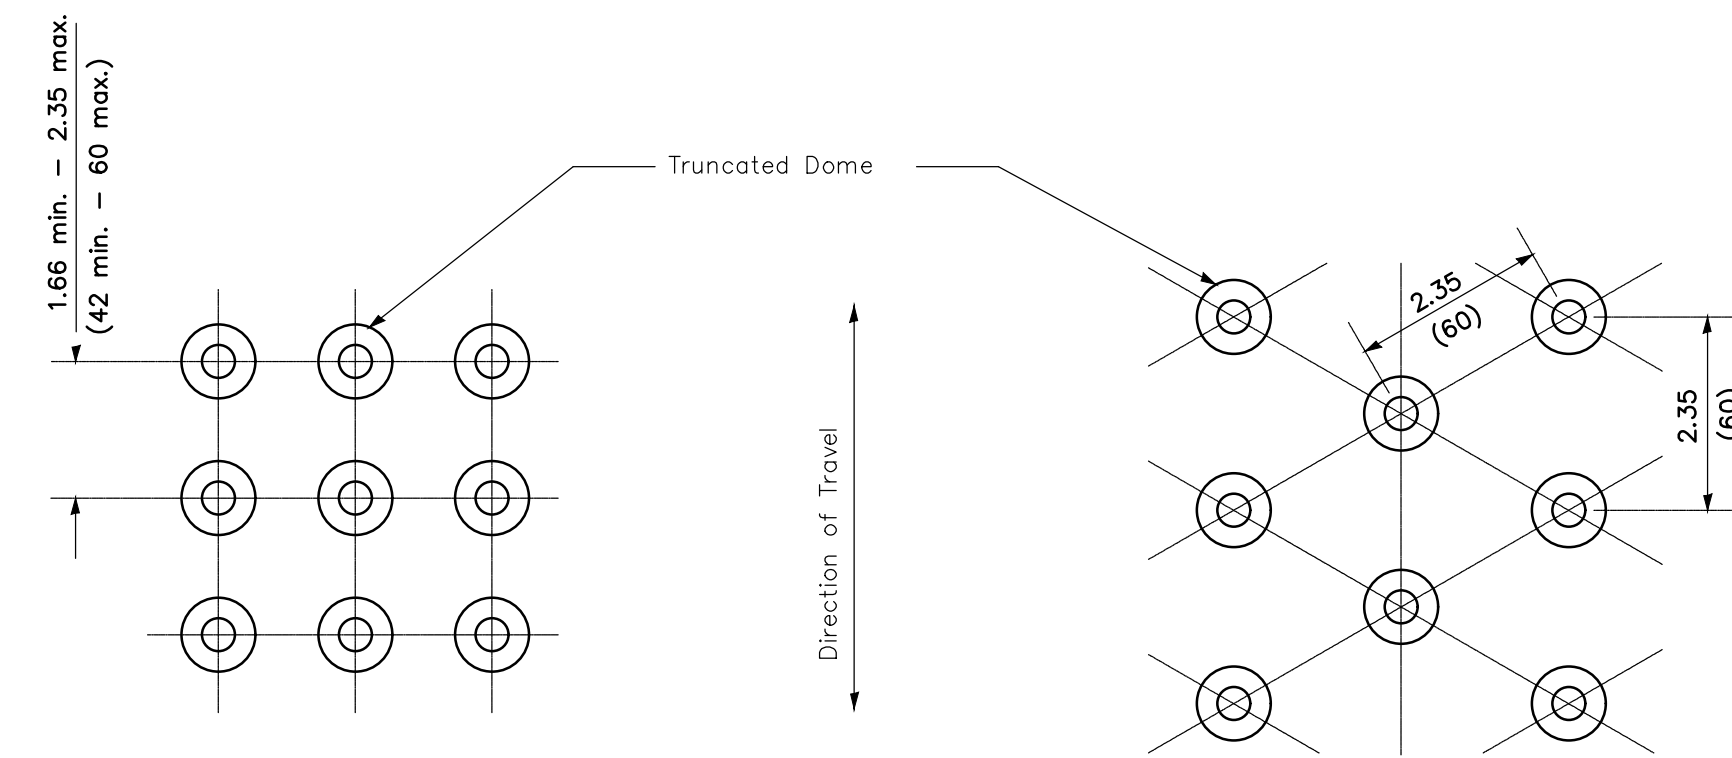 1.66 min. – 2.35 max.
(42 min. – 60 max.)
Truncated Dome
Direction of Travel
2.35
(60)
2.35
(60)